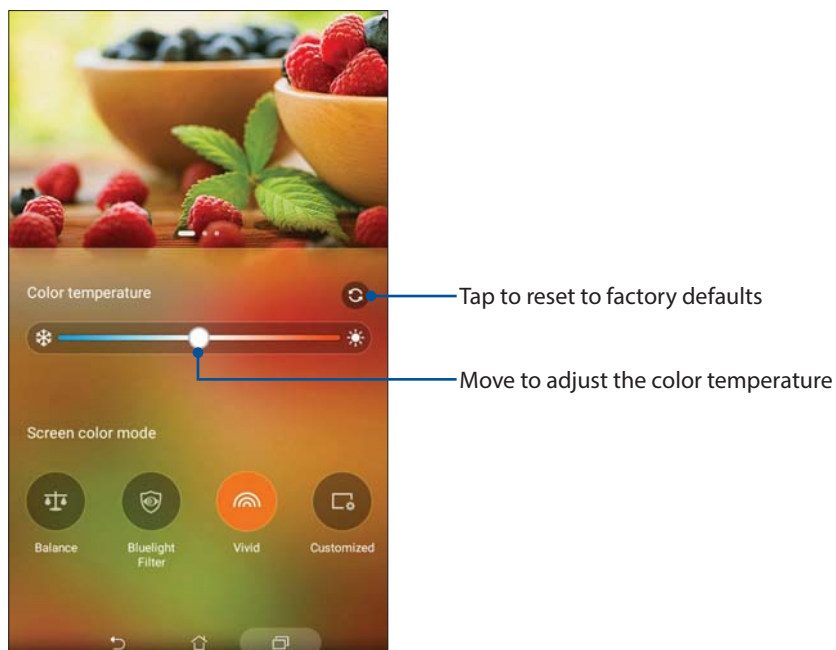 Color temperature
Tap to reset to factory defaults
Move to adjust the color temperature
Screen color mode
Balance
Bluelight
Filter
Vivid
Customized